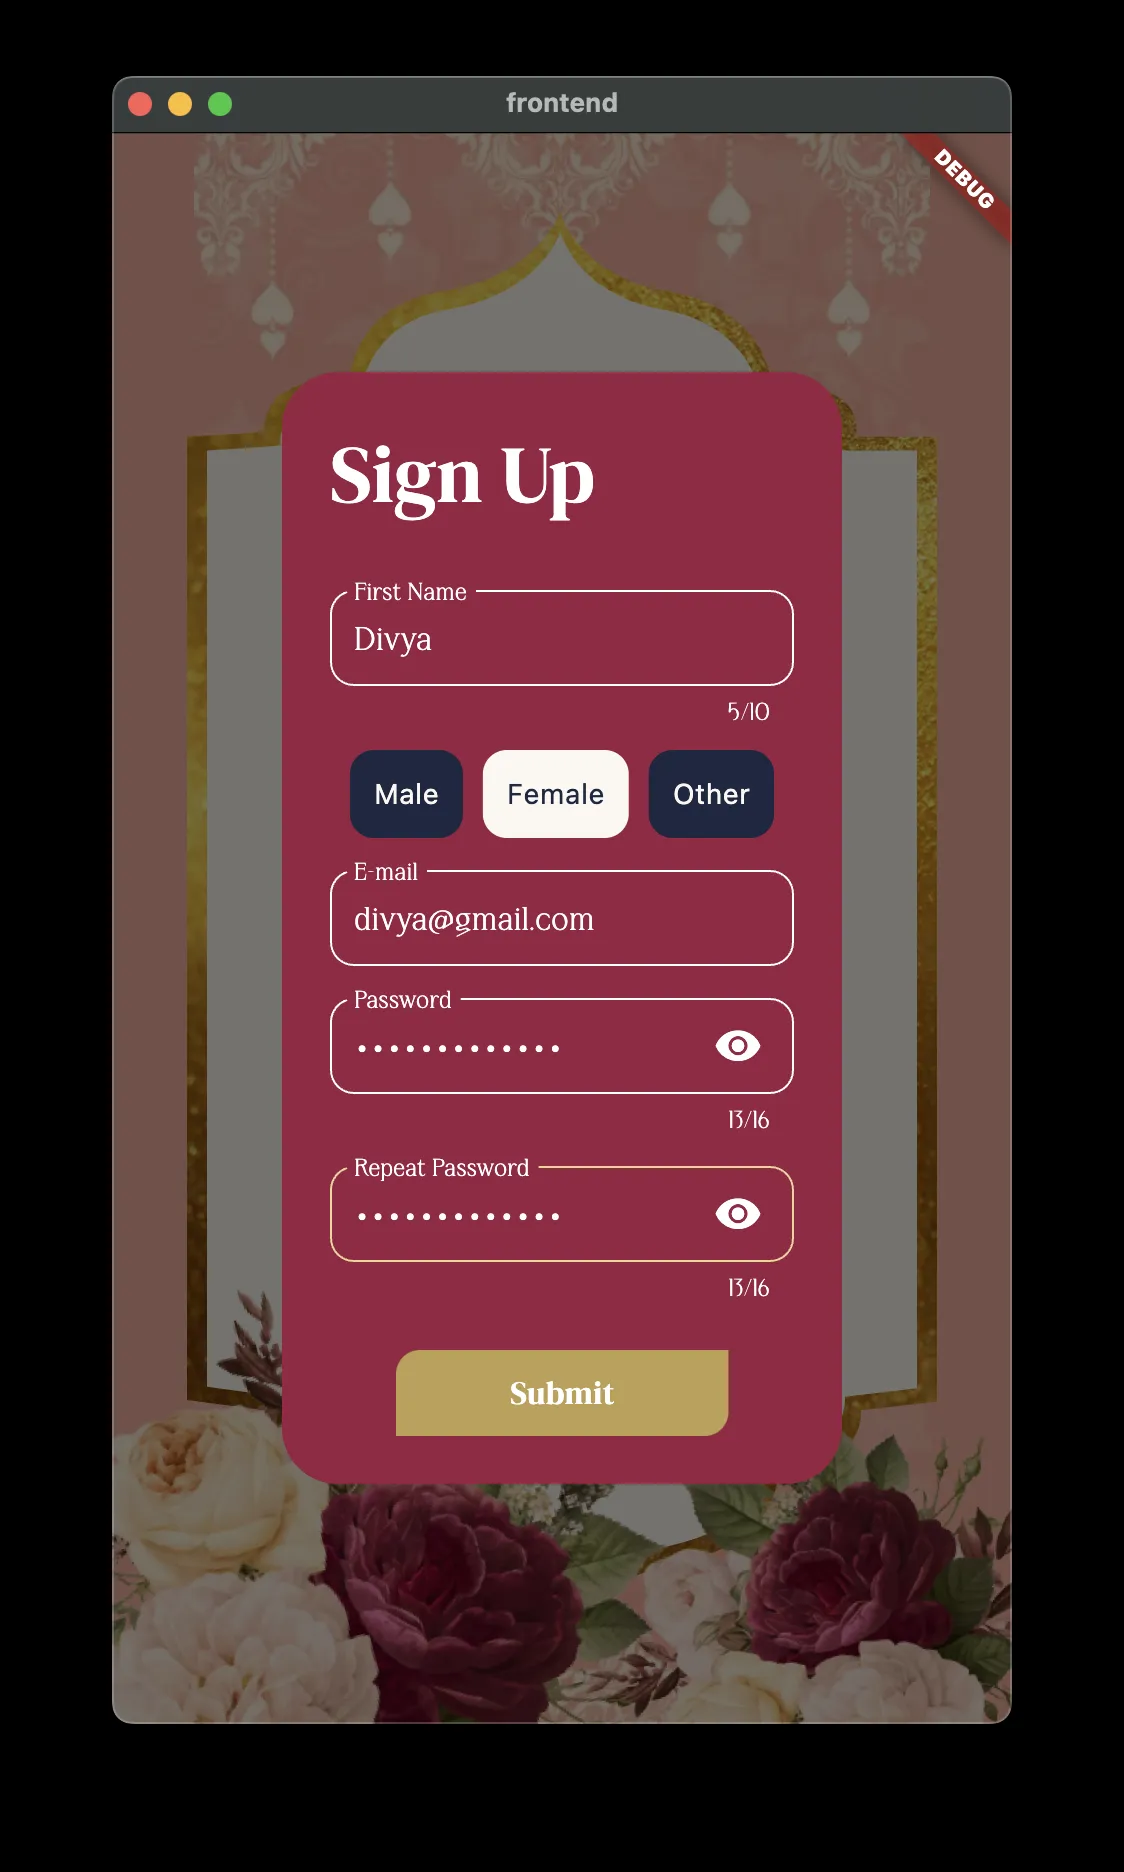 frontend
DEBUG
Sign Up
First Name
Divya
5/10
Male Female Other
E-mail
divya@gmail.com
Password
•••••••••••••
13/16
Repeat Password
•••••••••••••
13/16
Submit